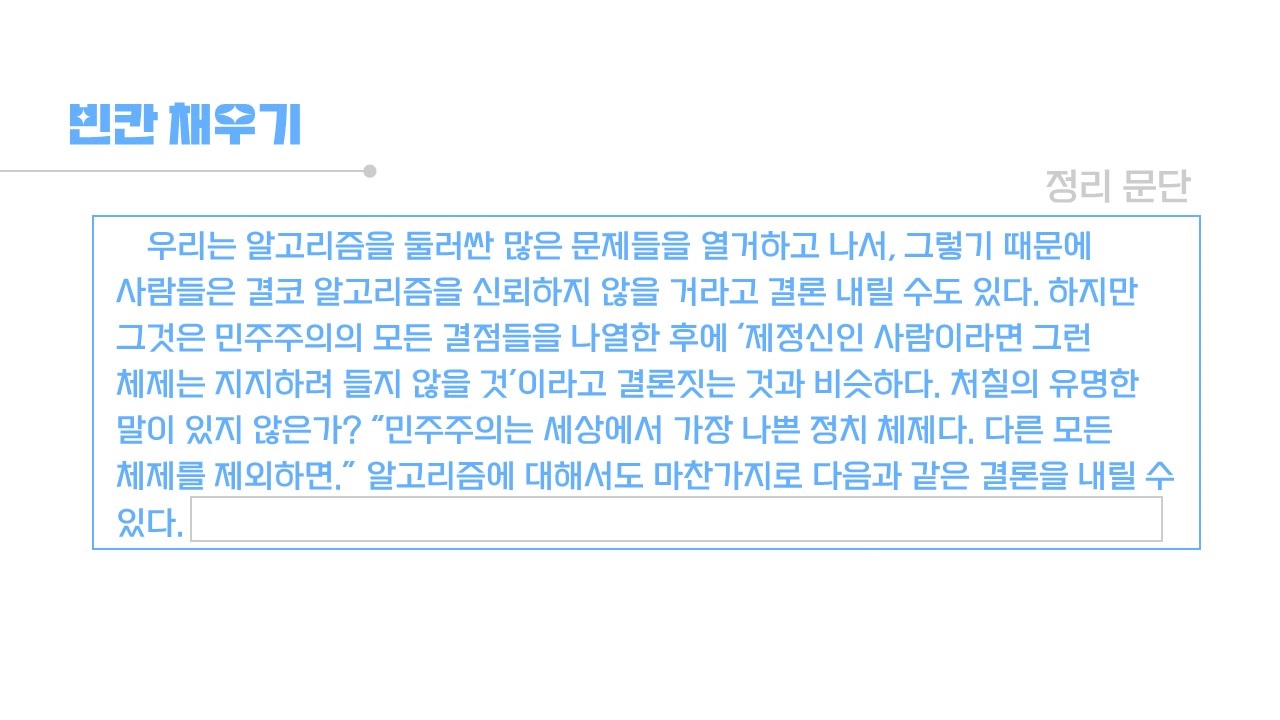 빈칸 채우기
정리 문단
우리는 알고리즘을 둘러싼 많은 문제들을 열거하고 나서, 그렇기 때문에
사람들은 결코 알고리즘을 신뢰하지 않을 거라고 결론 내릴 수도 있다. 하지만
그것은 민주주의의 모든 결점들을 나열한 후에 ‘제정신인 사람이라면 그런
체제는 지지하려 들지 않을 것’이라고 결론짓는 것과 비슷하다. 처칠의 유명한
말이 있지 않은가? “민주주의는 세상에서 가장 나쁜 정치 체제다. 다른 모든
체제를 제외하면.” 알고리즘에 대해서도 마찬가지로 다음과 같은 결론을 내릴 수
있다.